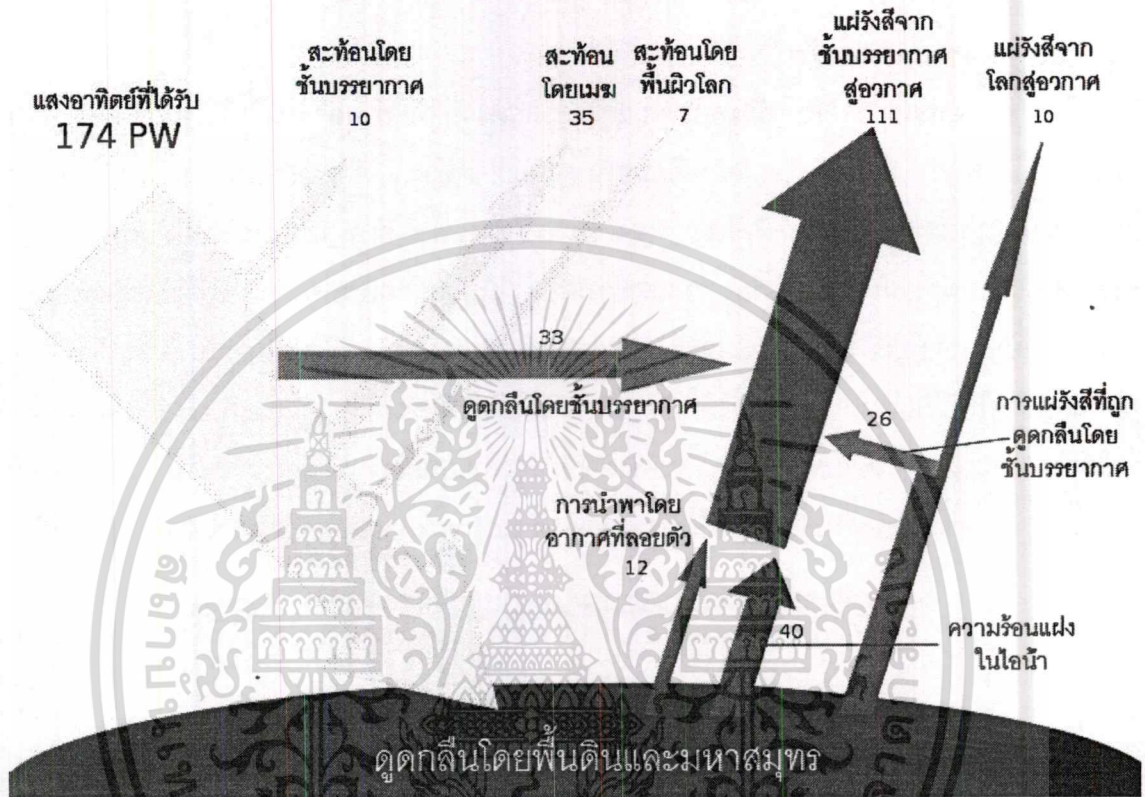 แสงอาทิตย์ที่ได้รับ
174 PW
สะท้อนโดย
ชั้นบรรยากาศ
10
สะท้อน
โดยเมฆ
35
สะท้อนโดย
พื้นผิวโลก
7
แผ่รังสีจาก
ชั้นบรรยากาศ
สู่อวกาศ
111
แผ่รังสีจาก
โลกสู่อวกาศ
10
33
ดูดกลืนโดยชั้นบรรยากาศ
26
การแผ่รังสีที่ถูก
ดูดกลืนโดย
ชั้นบรรยากาศ
การนำพาโดย
อากาศที่ลอยตัว
12
40
ความร้อนแฝง
ในไอน้ำ
ดูดกลืนโดยพื้นดินและมหาสมุทร